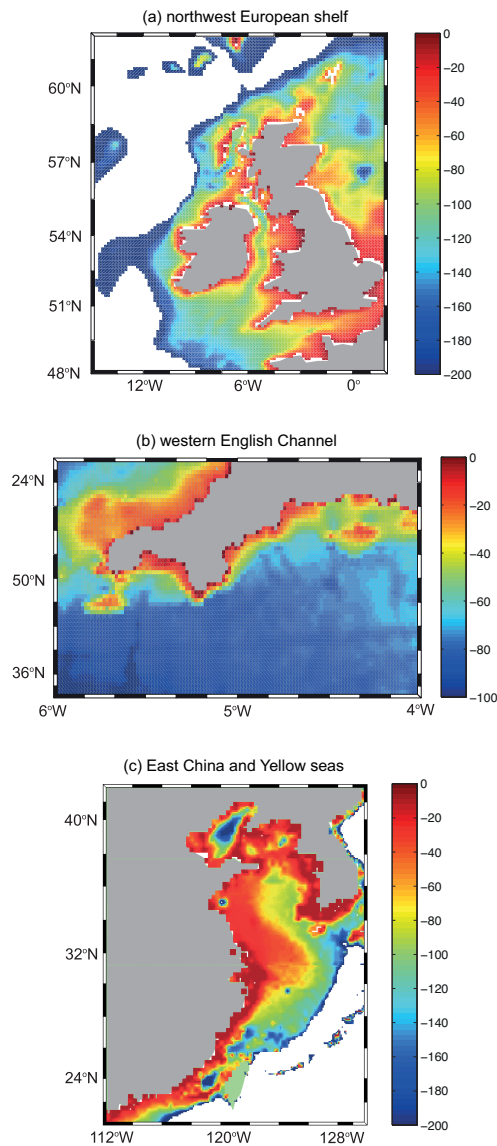 (a) northwest European shelf
60°N
57°N
54°N
51°N
48°N
12°W 6°W 0°
0
-20
-40
-60
-80
-100
-120
-140
-160
-180
-200
(b) western English Channel
24°N
50°N
36°N
6°W 5°W 4°W
0
-20
-40
-60
-80
-100
(c) East China and Yellow seas
40°N
32°N
24°N
112°W 120°W 128°W
0
-20
-40
-60
-80
-100
-120
-140
-160
-180
-200